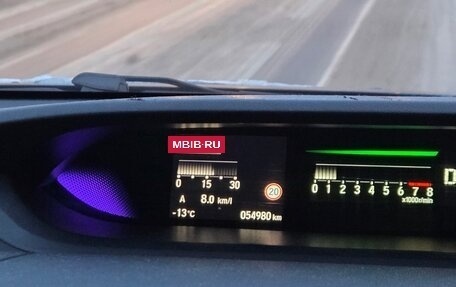 MBIB·RU
0 15 30
0 1 2 3 4 5 6 7 8
20
x1000r/min
A 8.0 km/l
-13°C 054980 km